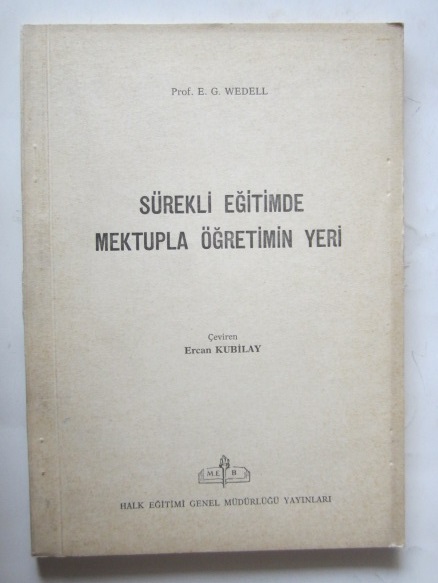 Prof. E. G. WEDELL
SÜREKLİ EĞİTİMDE
MEKTUPLA ÖĞRETİMİN YERİ
Çeviren
Ercan KUBİLAY
M.E. B.
HALK EĞİTİMİ GENEL MÜDÜRLÜĞÜ YAYINLARI